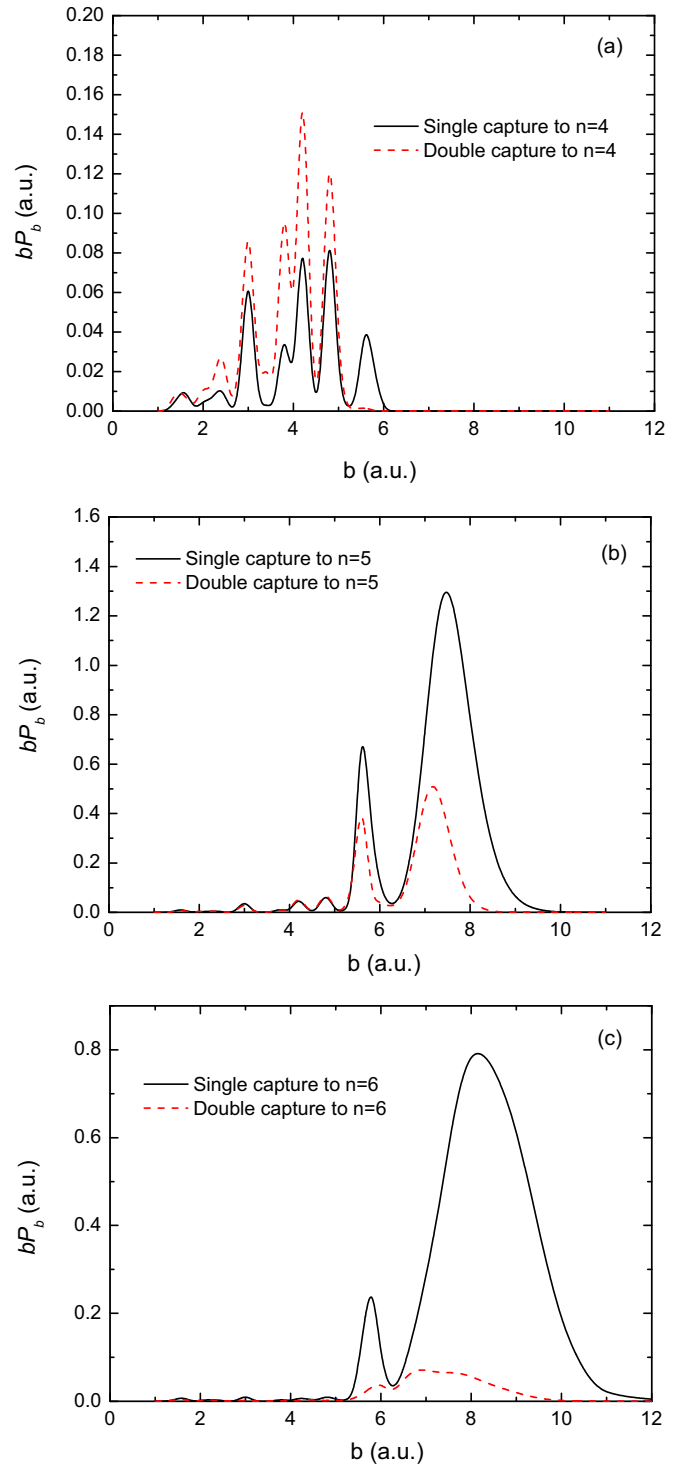 (a)
Single capture to n=4
Double capture to n=4
0.20
0.18
0.16
0.14
0.12
0.10
0.08
0.06
0.04
0.02
0.00
bP_b (a.u.)
0 2 4 6 8 10 12
b (a.u.)
(b)
Single capture to n=5
Double capture to n=5
1.6
1.4
1.2
1.0
0.8
0.6
0.4
0.2
0.0
bP_b (a.u.)
0 2 4 6 8 10 12
b (a.u.)
(c)
Single capture to n=6
Double capture to n=6
0.8
0.6
0.4
0.2
0.0
bP_b (a.u.)
0 2 4 6 8 10 12
b (a.u.)